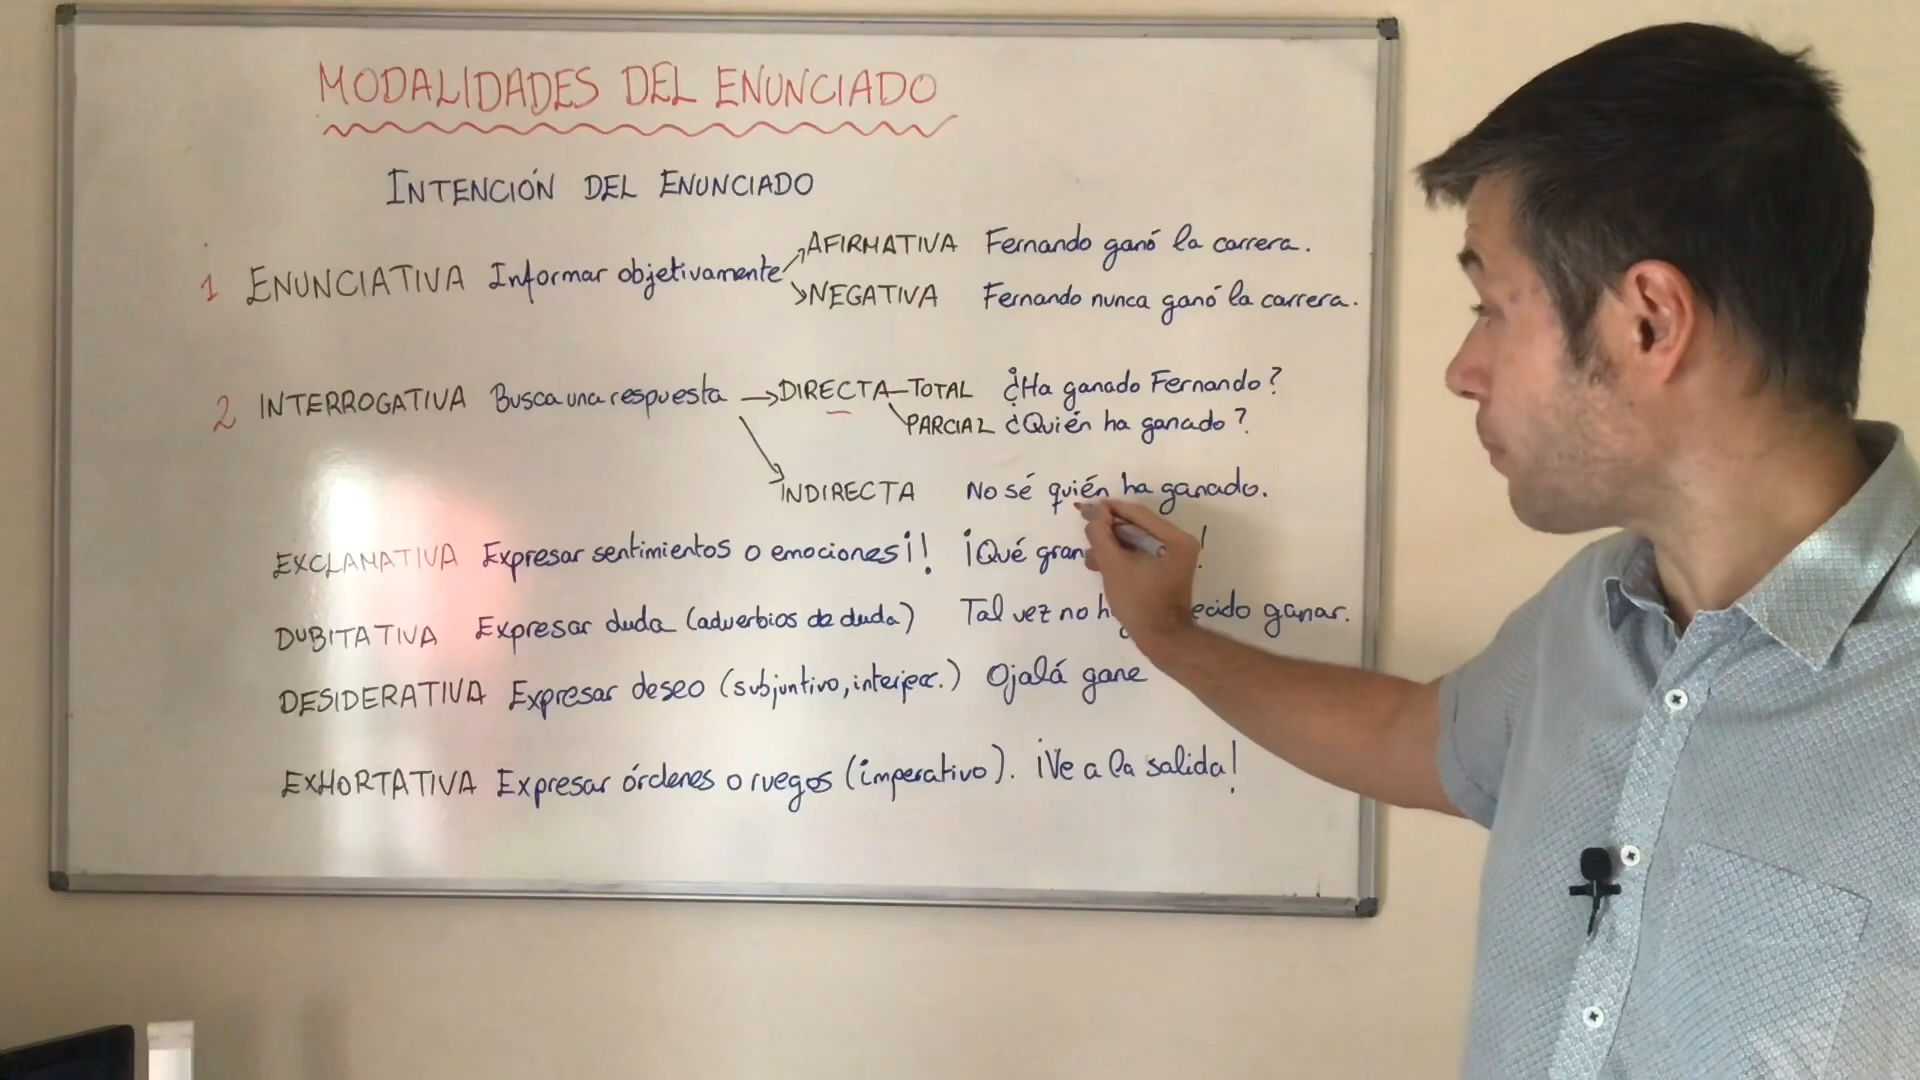 MODALIDADES DEL ENUNCIADO
INTENCIÓN DEL ENUNCIADO
1 ENUNCIATIVA Informar objetivamente
AFIRMATIVA Fernando ganó la carrera.
NEGATIVA Fernando nunca ganó la carrera.
2 INTERROGATIVA Busca una respuesta → DIRECTA-TOTAL ¿Ha ganado Fernando?
PARCIAL ¿Quién ha ganado?
INDIRECTA No sé quién ha ganado.
EXCLAMATIVA Expresar sentimientos o emociones ¡! ¡Qué !
DUBITATIVA Expresar duda (adverbios de duda) Tal vez no ganar.
DESIDERATIVA Expresar deseo (subjuntivo, interjecc.) Ojalá gane
EXHORTATIVA Expresar órdenes o ruegos (imperativo). ¡Ve a la salida!